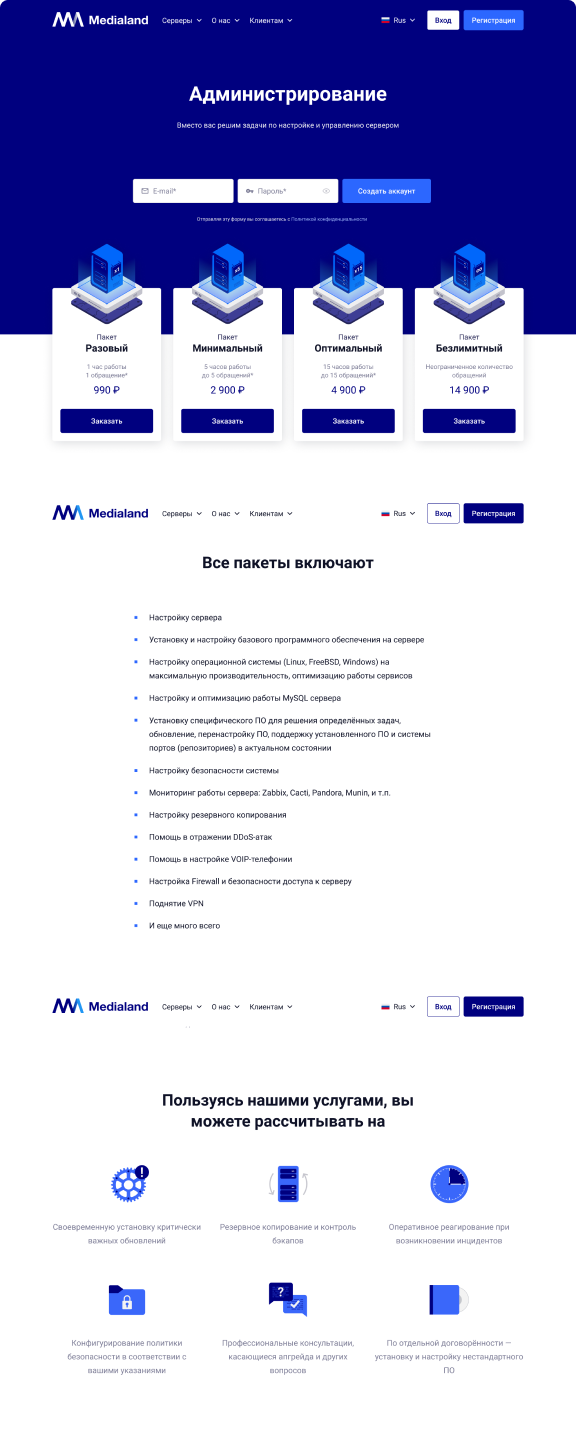 Medialand Серверы О нас Клиентам Rus Вход Регистрация
Администрирование
Вместо вас решим задачи по настройке и управлению сервером
E-mail* Пароль* Создать аккаунт
Отправляя эту форму вы соглашаетесь с Политикой конфиденциальности
x1 x5 x15 ∞
Пакет Пакет Пакет Пакет
Разовый Минимальный Оптимальный Безлимитный
1 час работы 5 часов работы 15 часов работы Неограниченное количество
1 обращение* до 5 обращений* до 15 обращений* обращений
990 ₽ 2 900 ₽ 4 900 ₽ 14 900 ₽
Заказать Заказать Заказать Заказать
Medialand Серверы О нас Клиентам Rus Вход Регистрация
Все пакеты включают
Настройку сервера
Установку и настройку базового программного обеспечения на сервере
Настройку операционной системы (Linux, FreeBSD, Windows) на
максимальную производительность, оптимизацию работы сервисов
Настройку и оптимизацию работы MySQL сервера
Установку специфического ПО для решения определённых задач,
обновление, перенастройку ПО, поддержку установленного ПО и системы
портов (репозиториев) в актуальном состоянии
Настройку безопасности системы
Мониторинг работы сервера: Zabbix, Cacti, Pandora, Munin, и т.п.
Настройку резервного копирования
Помощь в отражении DDoS-атак
Помощь в настройке VOIP-телефонии
Настройка Firewall и безопасности доступа к серверу
Поднятие VPN
И еще много всего
Medialand Серверы О нас Клиентам Rus Вход Регистрация
Пользуясь нашими услугами, вы
можете рассчитывать на
Своевременную установку критически Резервное копирование и контроль Оперативное реагирование при
важных обновлений бэкапов возникновении инцидентов
Конфигурирование политики Профессиональные консультации, По отдельной договорённости —
безопасности в соответствии с касающиеся апгрейда и других установку и настройку нестандартного
вашими указаниями вопросов ПО